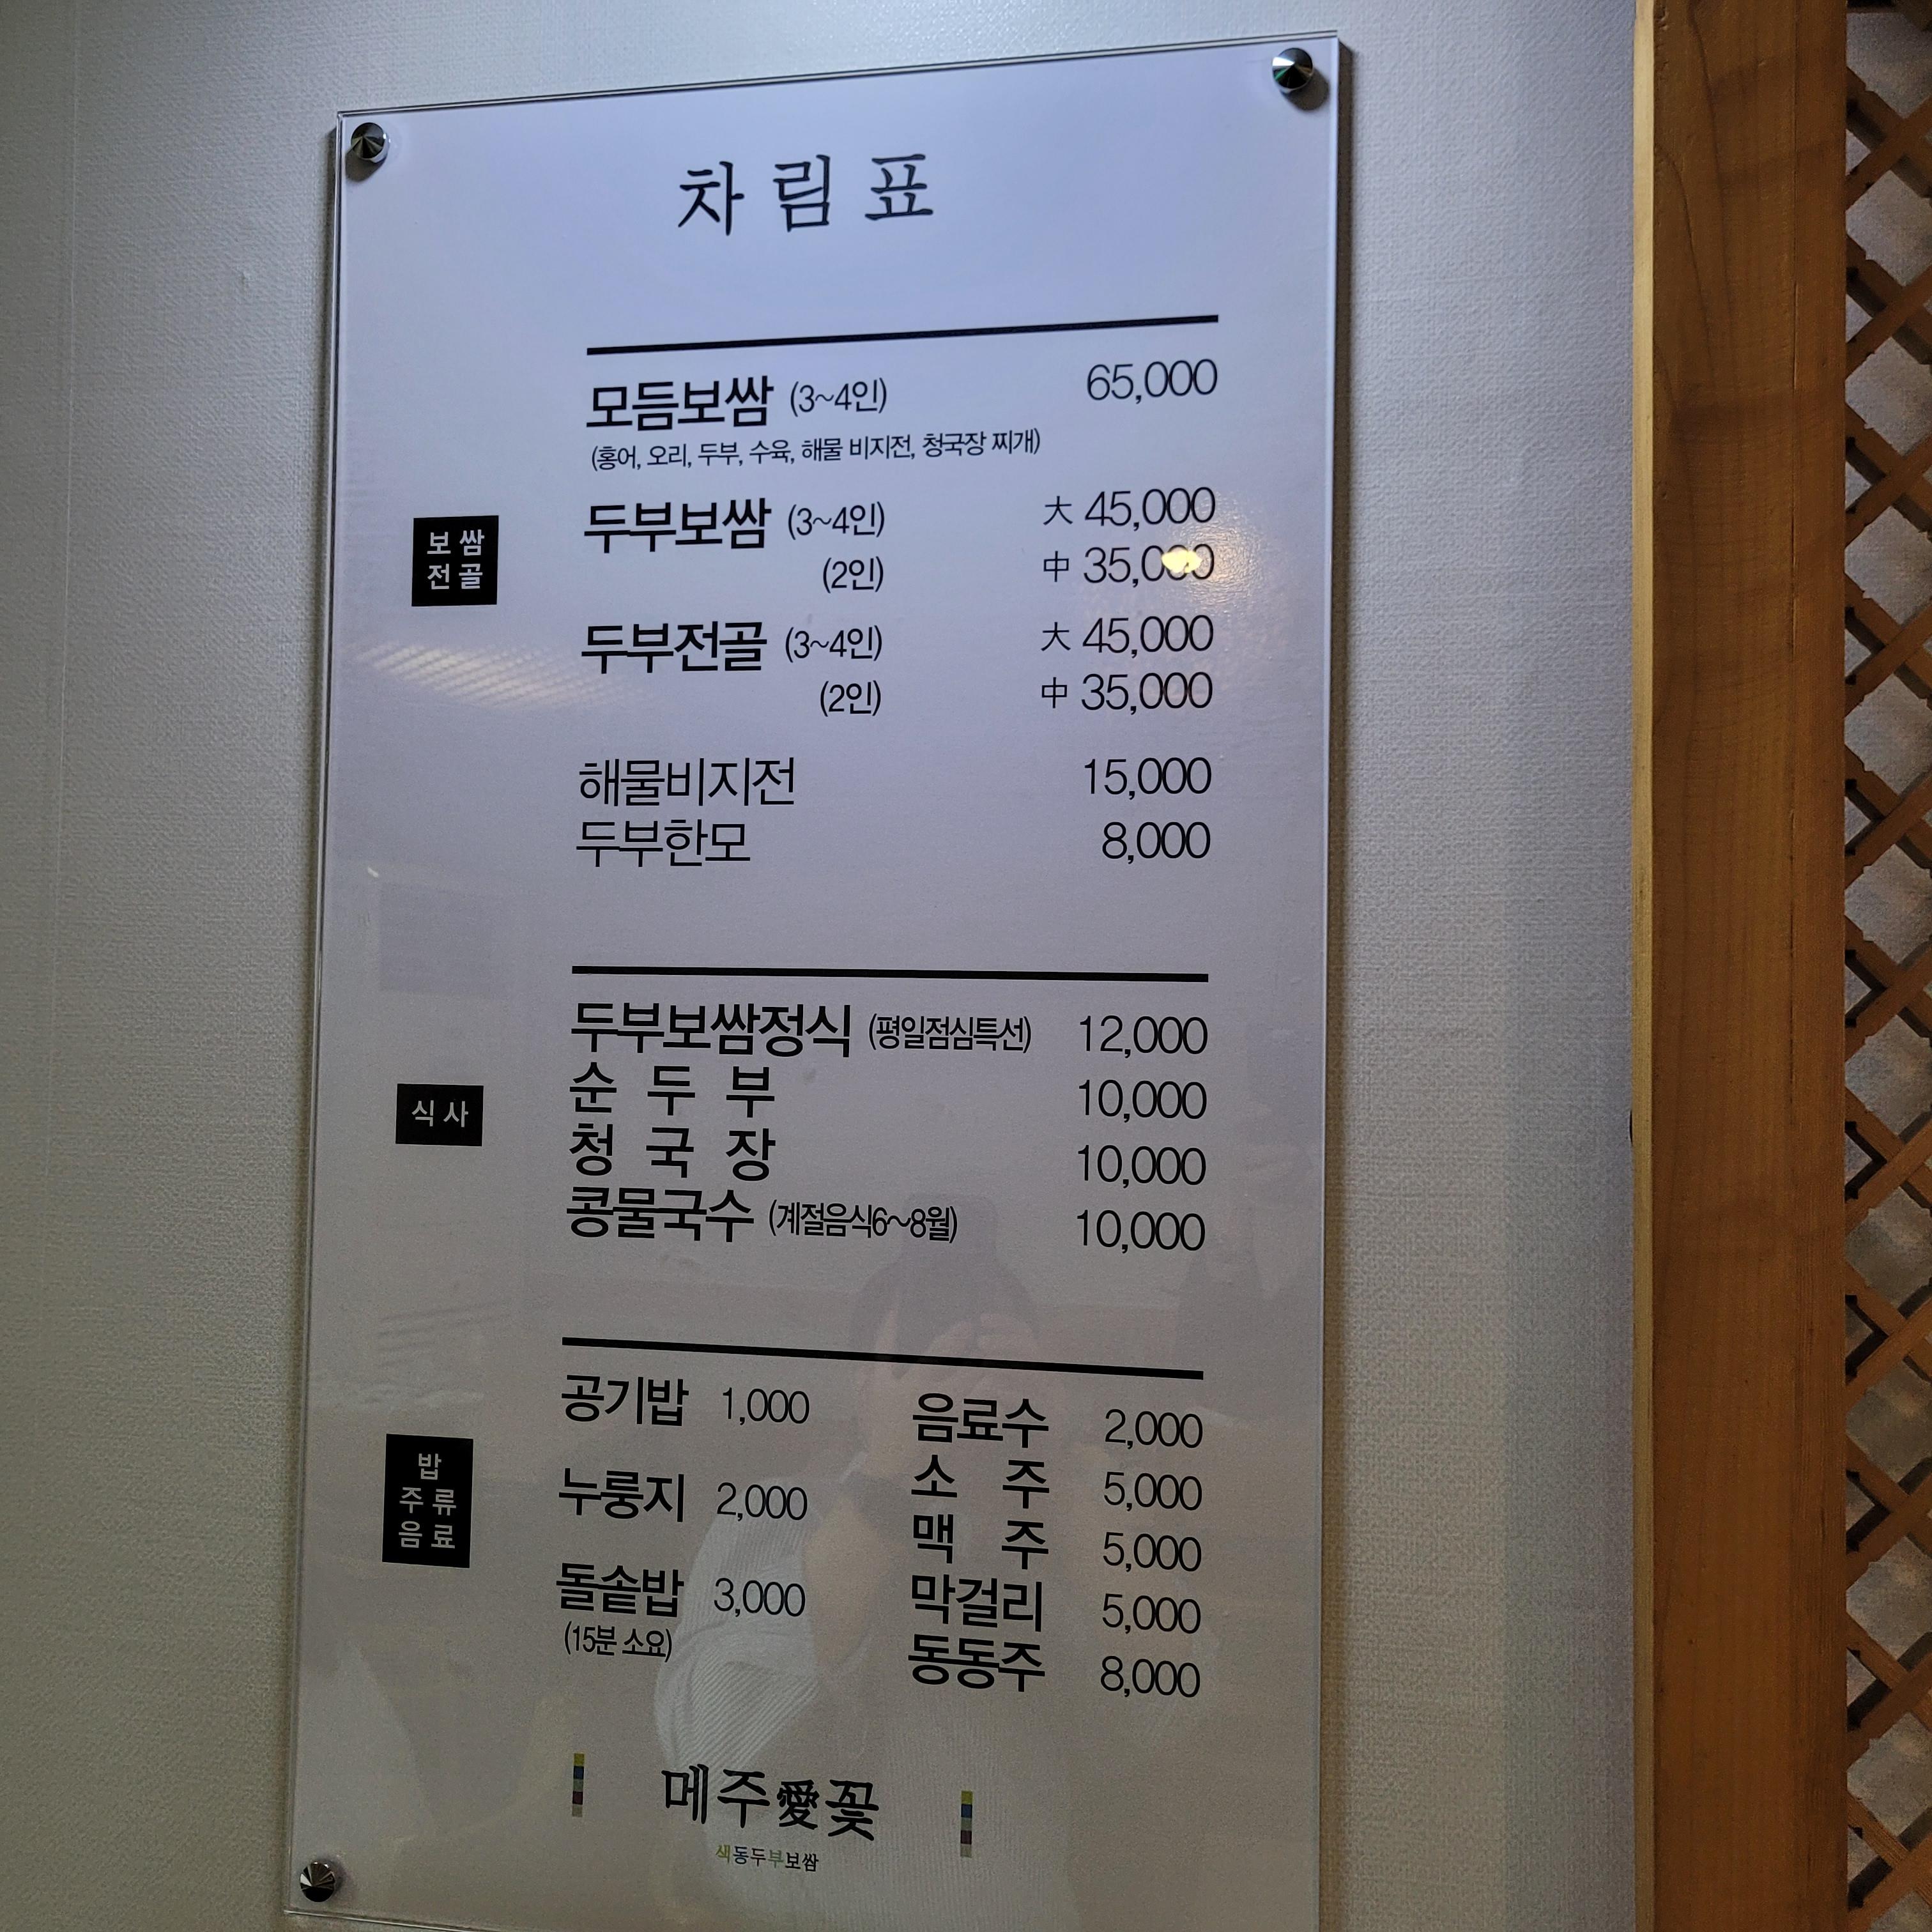 차림표
모듬보쌈 (3~4인) 65,000
(홍어, 오리, 두부, 수육, 해물 비지전, 청국장 찌개)
보쌈
전골
두부보쌈 (3~4인) 大 45,000
(2인) 中 35,000
두부전골 (3~4인) 大 45,000
(2인) 中 35,000
해물비지전 15,000
두부한모 8,000
식사
두부보쌈정식 (평일점심특선) 12,000
순두부 10,000
청국장 10,000
콩물국수 (계절음식6~8월) 10,000
밥
주류
음료
공기밥 1,000
누룽지 2,000
돌솥밥 3,000
(15분 소요)
음료수 2,000
소주 5,000
맥주 5,000
막걸리 5,000
동동주 8,000
메주愛꽃
색동두부보쌈